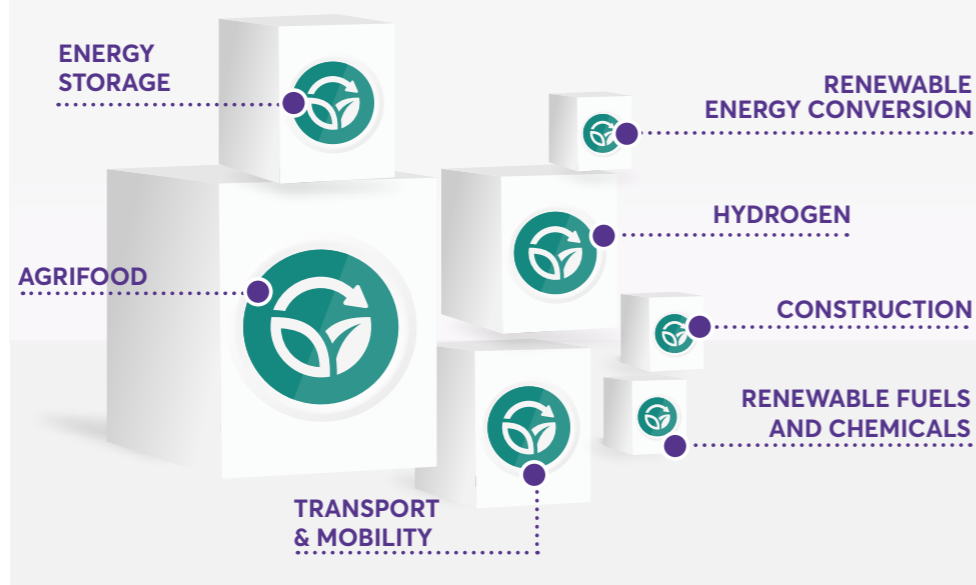 ENERGY
STORAGE
RENEWABLE
ENERGY CONVERSION
HYDROGEN
AGRIFOOD
CONSTRUCTION
RENEWABLE FUELS
AND CHEMICALS
TRANSPORT
& MOBILITY